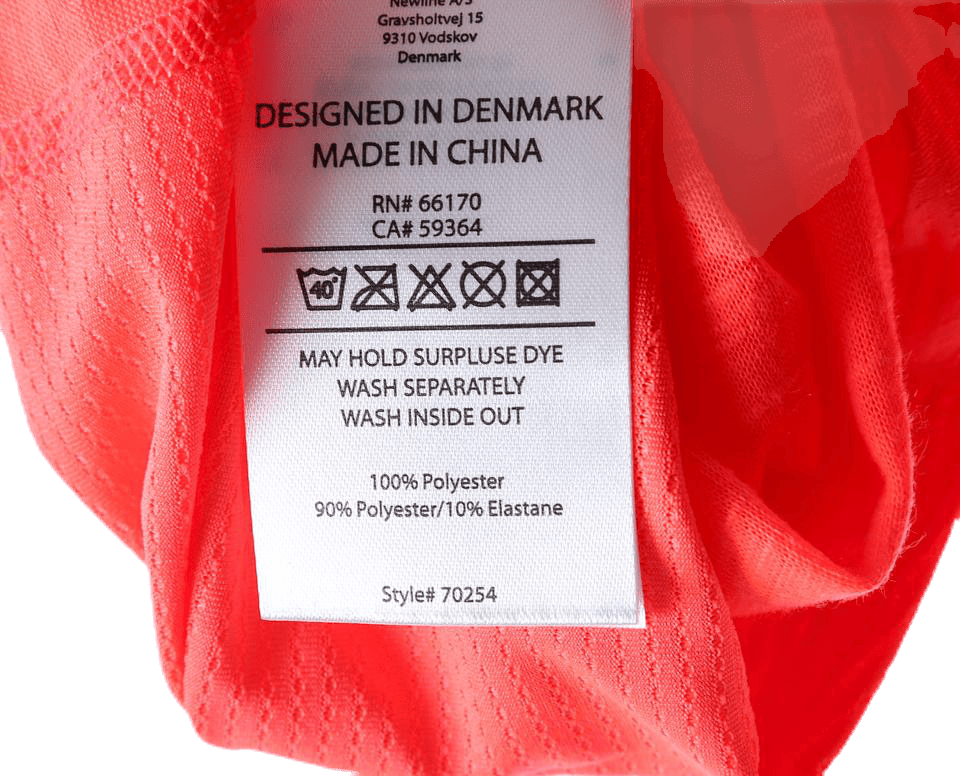 Newline A/S
Gravsholtvej 15
9310 Vodskov
Denmark
DESIGNED IN DENMARK
MADE IN CHINA
RN# 66170
CA# 59364
40°
MAY HOLD SURPLUSE DYE
WASH SEPARATELY
WASH INSIDE OUT
100% Polyester
90% Polyester/10% Elastane
Style# 70254